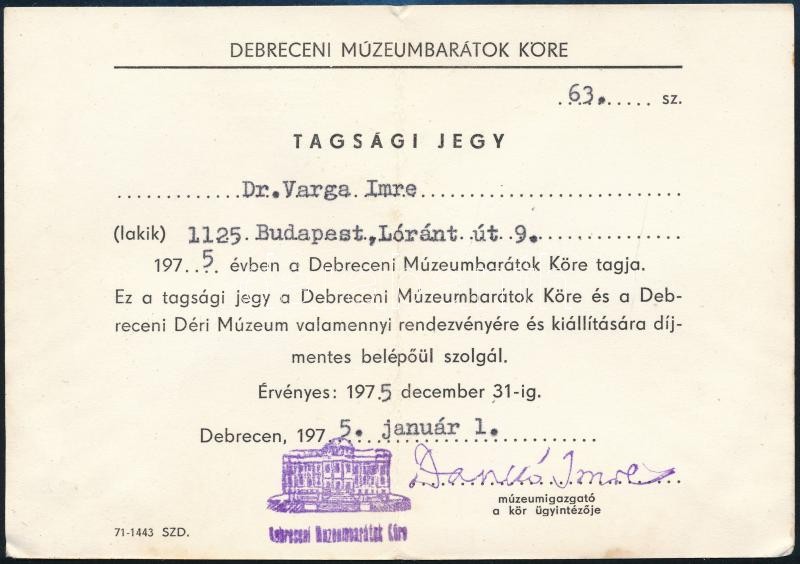 DEBRECENI MÚZEUMBARÁTOK KÖRE
63. sz.
TAGSÁGI JEGY
Dr.Varga Imre
(lakik) 1125 Budapest,Lóránt út 9.
1975. évben a Debreceni Múzeumbarátok Köre tagja.
Ez a tagsági jegy a Debreceni Múzeumbarátok Köre és a Deb-
receni Déri Múzeum valamennyi rendezvényére és kiállítására díj-
mentes belépőül szolgál.
Érvényes: 1975 december 31-ig.
Debrecen, 1975. január 1.
Dankó Imre
múzeumigazgató
a kör ügyintézője
Debreceni Múzeumbarátok Köre
71-1443 SZD.